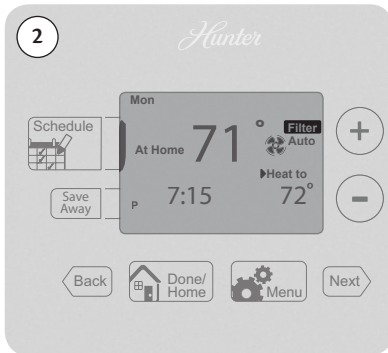 2
Hunter
Mon
Schedule
At Home 71°
Filter
Auto
Heat to
Save
Away
P 7:15 72°
+
-
Back
Done/
Home
Menu
Next